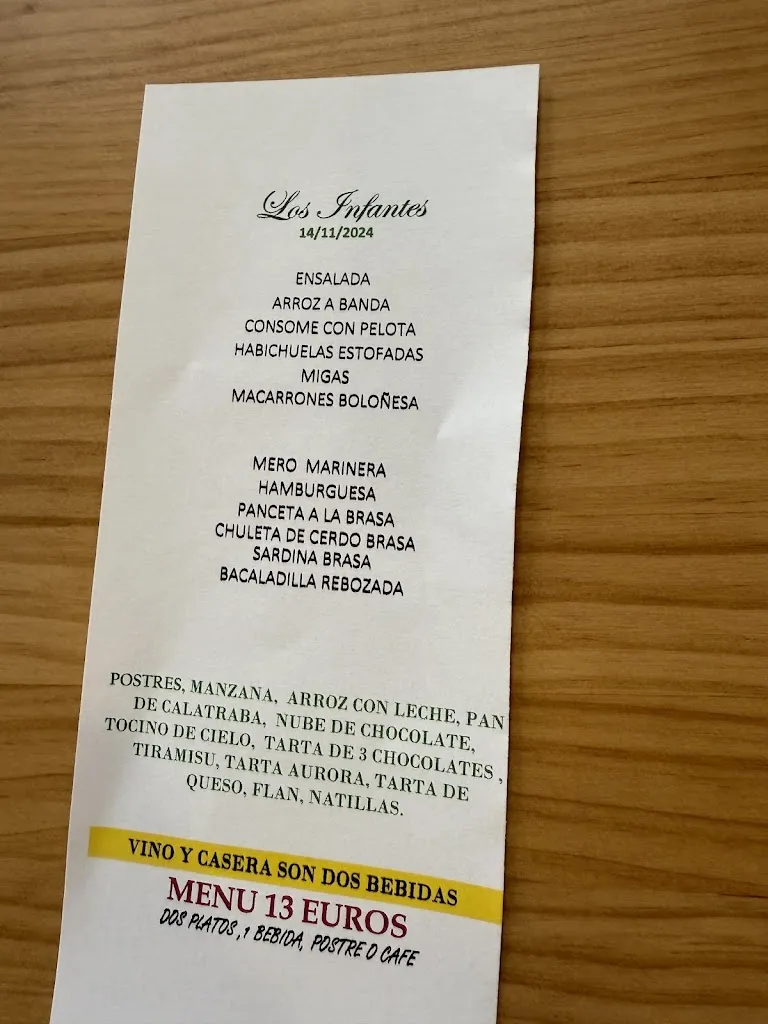 Los Infantes
14/11/2024
ENSALADA
ARROZ A BANDA
CONSOME CON PELOTA
HABICHUELAS ESTOFADAS
MIGAS
MACARRONES BOLOÑESA
MERO MARINERA
HAMBURGUESA
PANCETA A LA BRASA
CHULETA DE CERDO BRASA
SARDINA BRASA
BACALADILLA REBOZADA
POSTRES, MANZANA, ARROZ CON LECHE, PAN
DE CALATRABA, NUBE DE CHOCOLATE,
TOCINO DE CIELO, TARTA DE 3 CHOCOLATES ,
TIRAMISU, TARTA AURORA, TARTA DE
QUESO, FLAN, NATILLAS.
VINO Y CASERA SON DOS BEBIDAS
MENU 13 EUROS
DOS PLATOS ,1 BEBIDA, POSTRE O CAFE